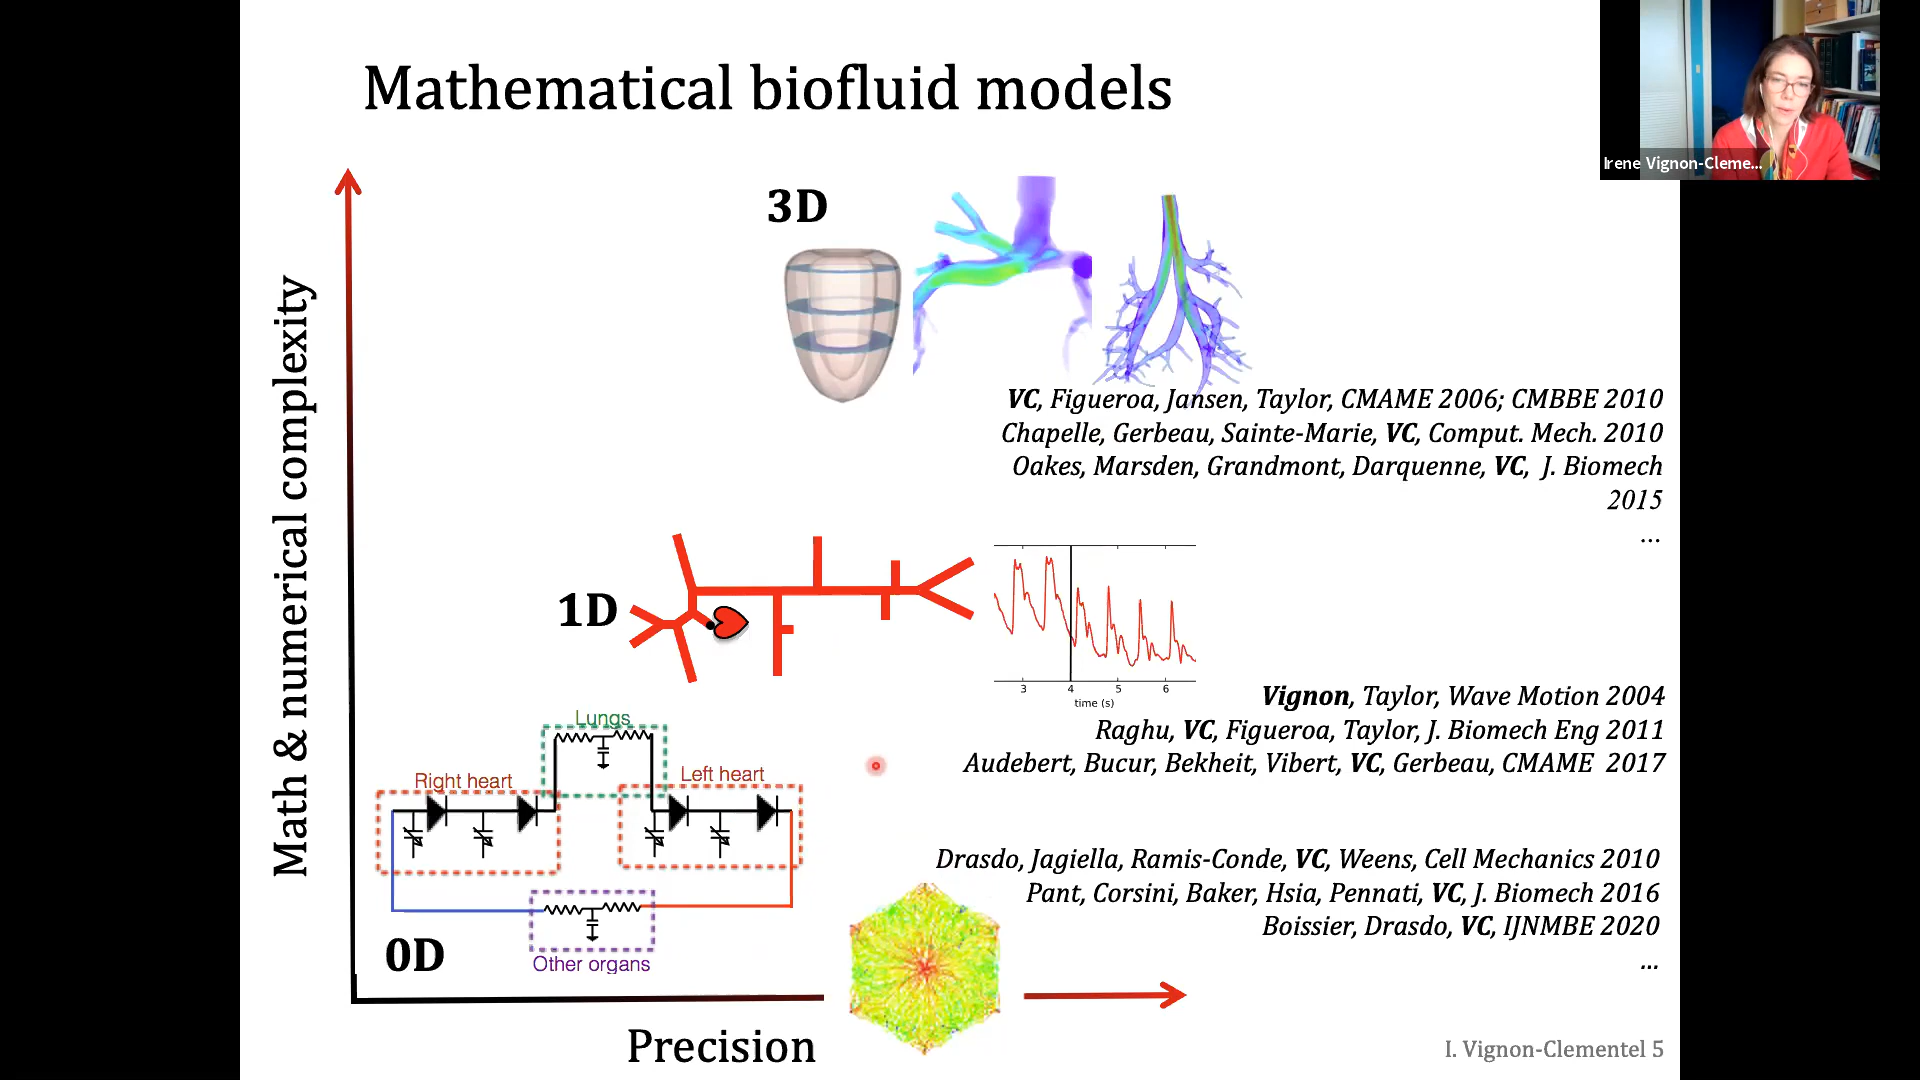 Mathematical biofluid models
Irene Vignon-Cleme...
Math & numerical complexity
3D
VC, Figueroa, Jansen, Taylor, CMAME 2006; CMBBE 2010
Chapelle, Gerbeau, Sainte-Marie, VC, Comput. Mech. 2010
Oakes, Marsden, Grandmont, Darquenne, VC, J. Biomech
2015
...
1D
3 4 5 6
time (s)
Vignon, Taylor, Wave Motion 2004
Raghu, VC, Figueroa, Taylor, J. Biomech Eng 2011
Audebert, Bucur, Bekheit, Vibert, VC, Gerbeau, CMAME 2017
Lungs
Right heart
Left heart
Other organs
0D
Drasdo, Jagiella, Ramis-Conde, VC, Weens, Cell Mechanics 2010
Pant, Corsini, Baker, Hsia, Pennati, VC, J. Biomech 2016
Boissier, Drasdo, VC, IJNMBE 2020
...
Precision
I. Vignon-Clementel 5